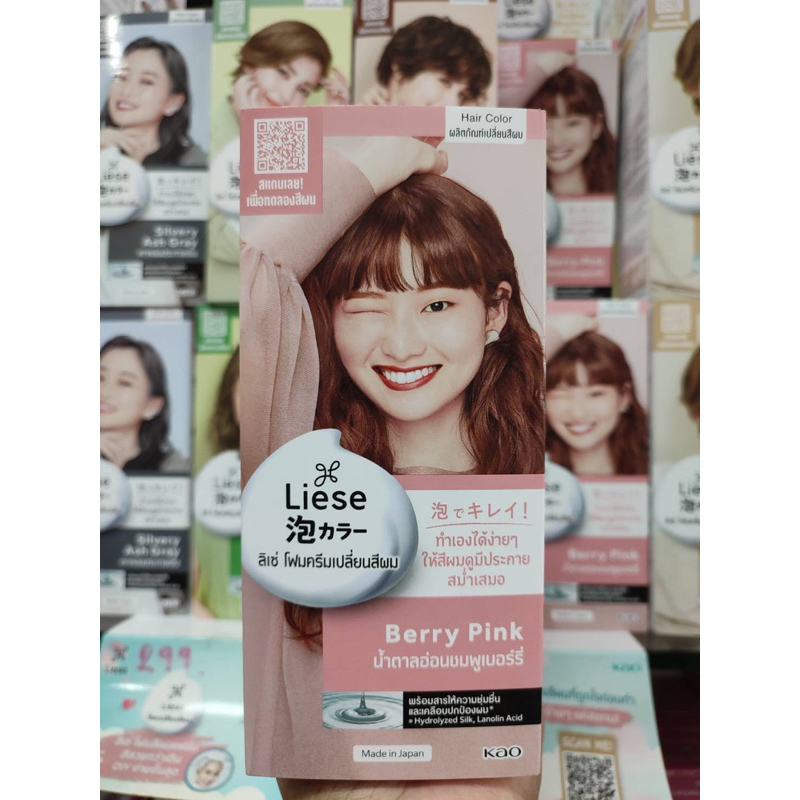 Hair Color
ผลิตภัณฑ์เปลี่ยนสีผม
สแกนเลย!
เพื่อทดลองสีผม
Liese
泡カラー
ลิเซ่ โฟมครีมเปลี่ยนสีผม
泡でキレイ!
ทำเองได้ง่ายๆ
ให้สีผมดูมีประกาย
สม่ำเสมอ
Berry Pink
น้ำตาลอ่อนชมพูเบอร์รี่
พร้อมสารให้ความชุ่มชื่น
และเคลือบปกป้องผม*
*Hydrolyzed Silk, Lanolin Acid
Made in Japan
Kao
Silvery
Ash Gray
Liese
Berry Pink
Silvery
Ash Gray
Berry Pink
299
Kao
SCAN ME